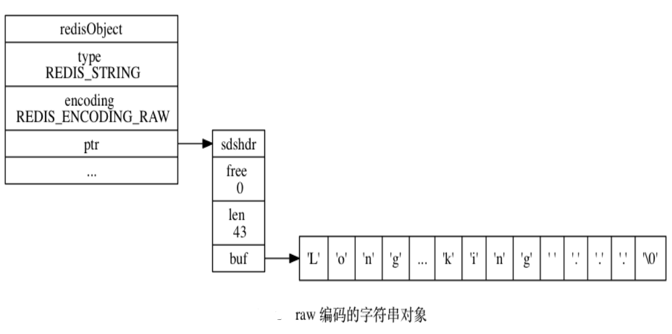 redisObject
type
REDIS_STRING
encoding
REDIS_ENCODING_RAW
ptr
...
sdshdr
free
0
len
43
buf
'L' 'o' 'n' 'g' ... 'k' 'i' 'n' 'g' ' ' '.' '.' '.' '\0'
raw 编码的字符串对象